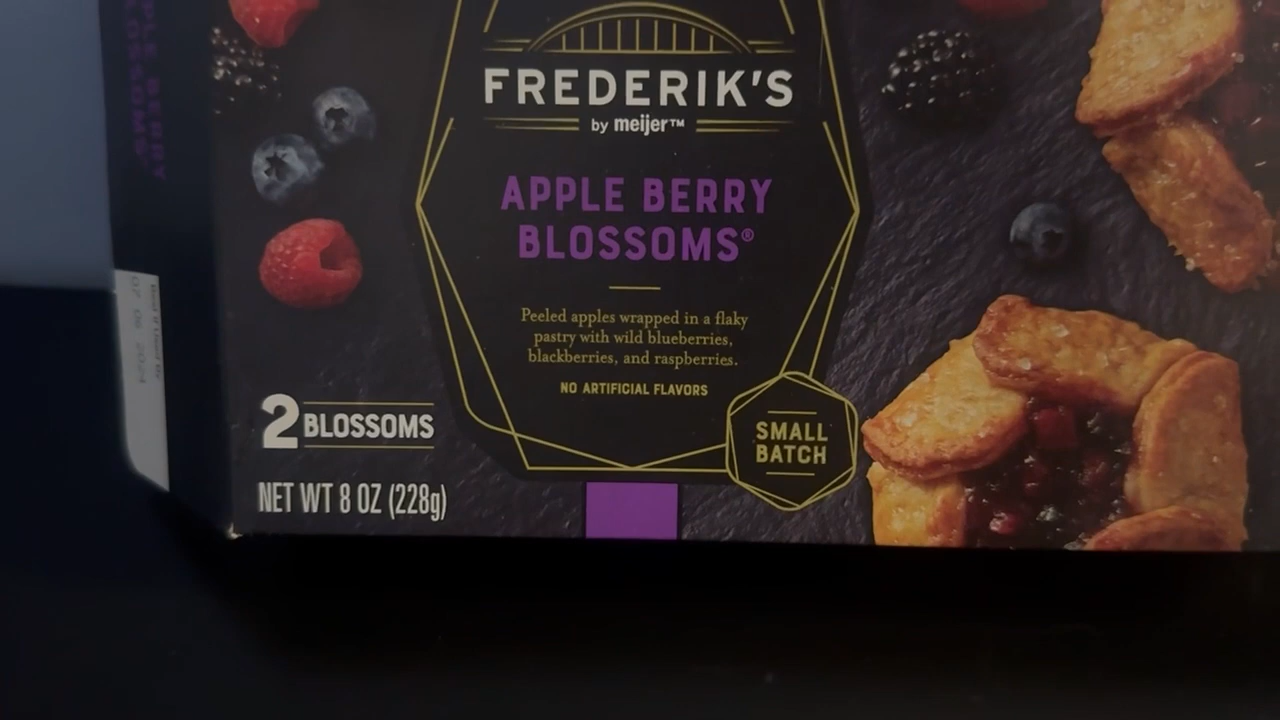 FREDERIK'S
by meijer™
APPLE BERRY
BLOSSOMS®
Peeled apples wrapped in a flaky
pastry with wild blueberries,
blackberries, and raspberries.
NO ARTIFICIAL FLAVORS
SMALL
BATCH
2 BLOSSOMS
NET WT 8 OZ (228g)